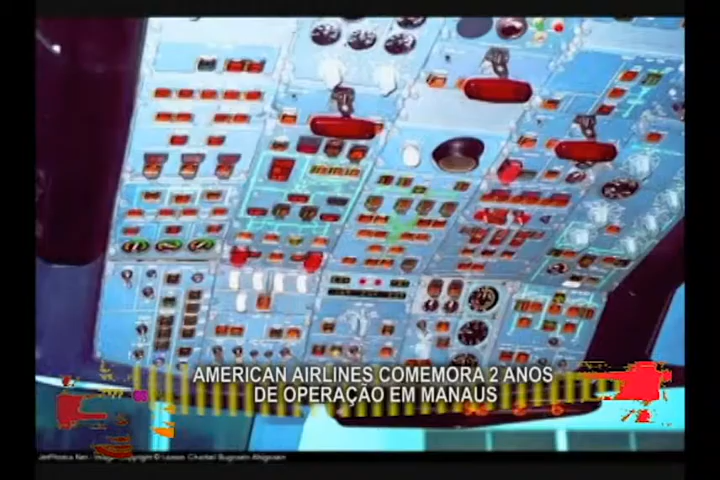 AMERICAN AIRLINES COMEMORA 2 ANOS
DE OPERAÇÃO EM MANAUS